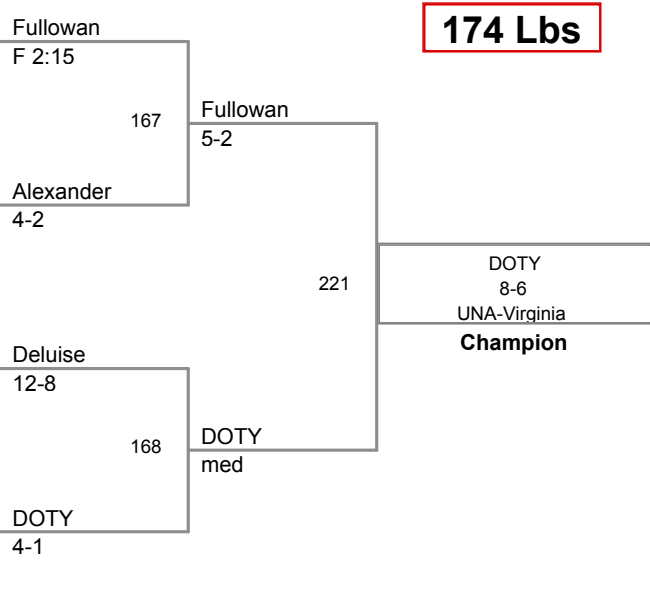 174 Lbs
Fullowan
F 2:15
167
Fullowan
5-2
Alexander
4-2
221
DOTY
8-6
UNA-Virginia
Champion
Deluise
12-8
168
DOTY
med
DOTY
4-1